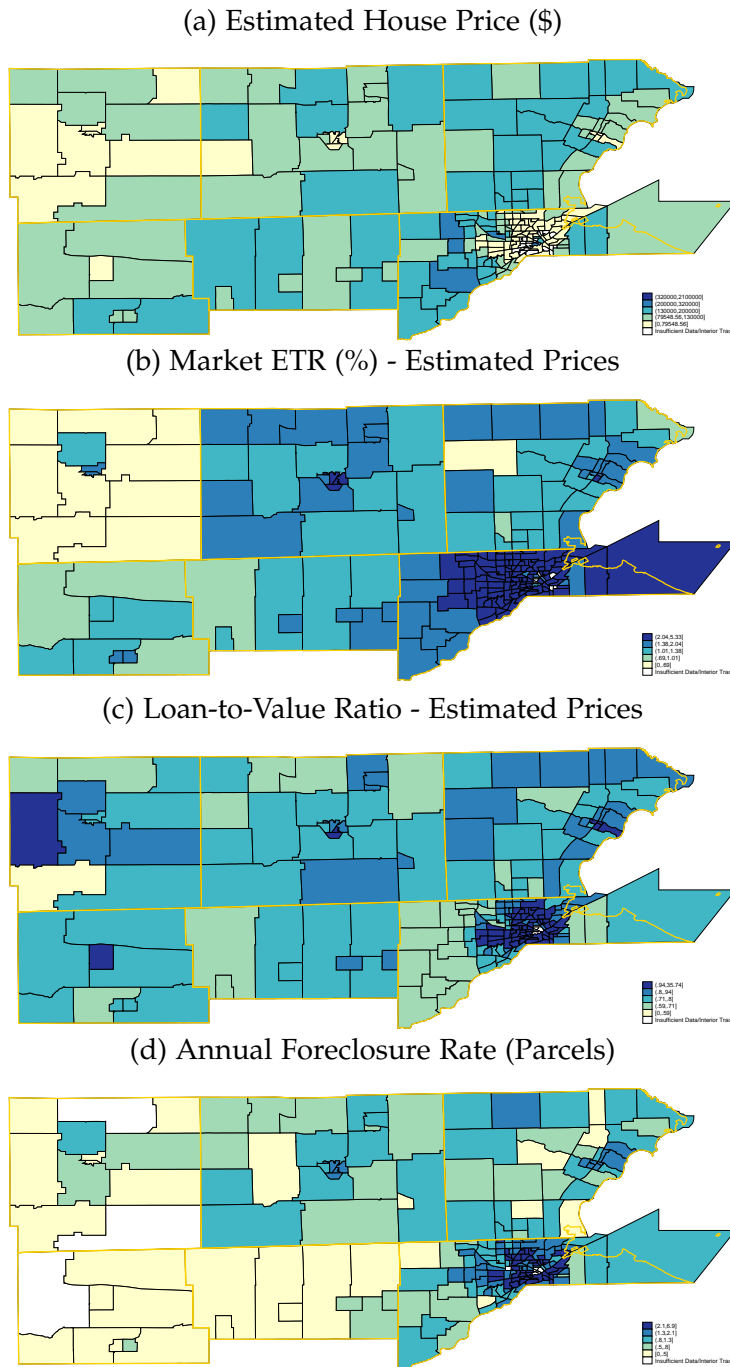 (a) Estimated House Price ($)
(320000,2100000]
(200000,320000]
(130000,200000]
(79548.56,130000]
[0,79548.56]
Insufficient Data/Interior Trac
(b) Market ETR (%) - Estimated Prices
(2.04,5.33]
(1.38,2.04]
(1.01,1.38]
(.69,1.01]
[0,.69]
Insufficient Data/Interior Trac
(c) Loan-to-Value Ratio - Estimated Prices
(.94,35.74]
(.8,.94]
(.71,.8]
(.59,.71]
[0,.59]
Insufficient Data/Interior Trac
(d) Annual Foreclosure Rate (Parcels)
(2.1,6.9]
(1.3,2.1]
(.8,1.3]
(.5,.8]
[0,.5]
Insufficient Data/Interior Trac